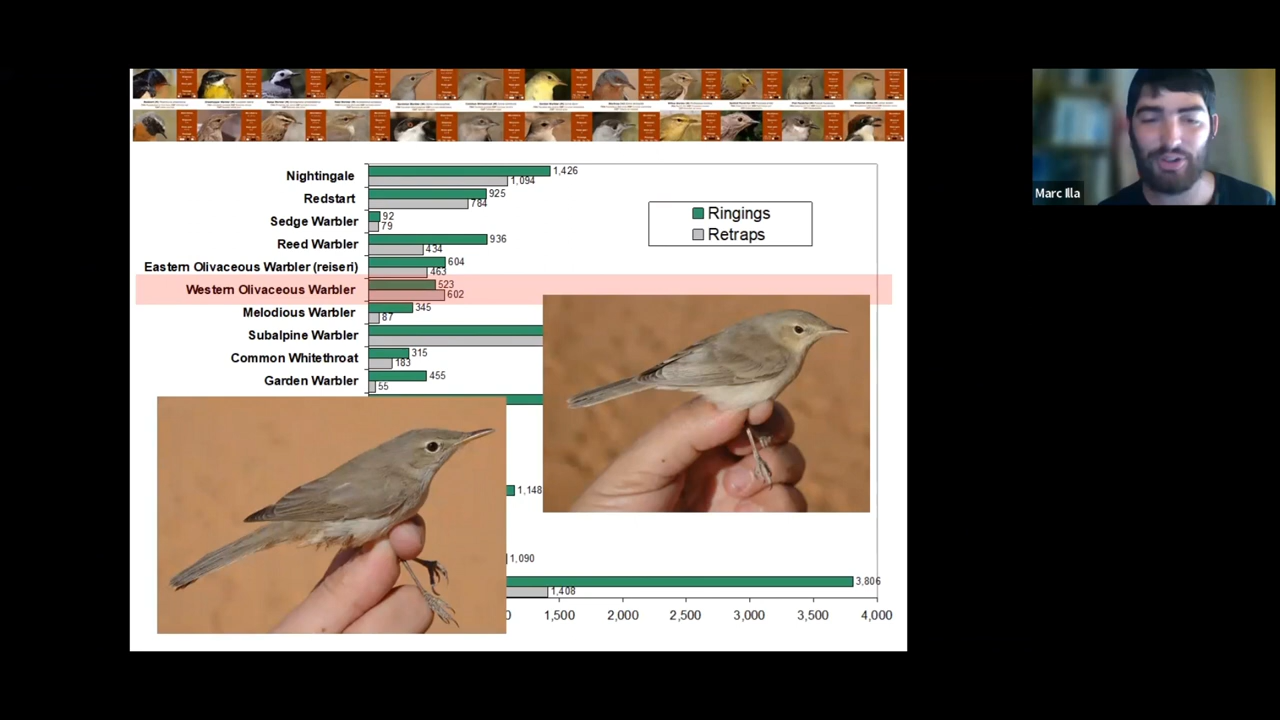 Nightingale 1,426
1,094
Redstart 925
784
Sedge Warbler 92
79
Reed Warbler 936
434
Eastern Olivaceous Warbler (reiseri) 604
463
Western Olivaceous Warbler 523
602
Melodious Warbler 345
87
Subalpine Warbler
Common Whitethroat 315
183
Garden Warbler 455
55
Ringings
Retraps
1,148
1,090
3,806
1,408
0 1,500 2,000 2,500 3,000 3,500 4,000
Marc Illa